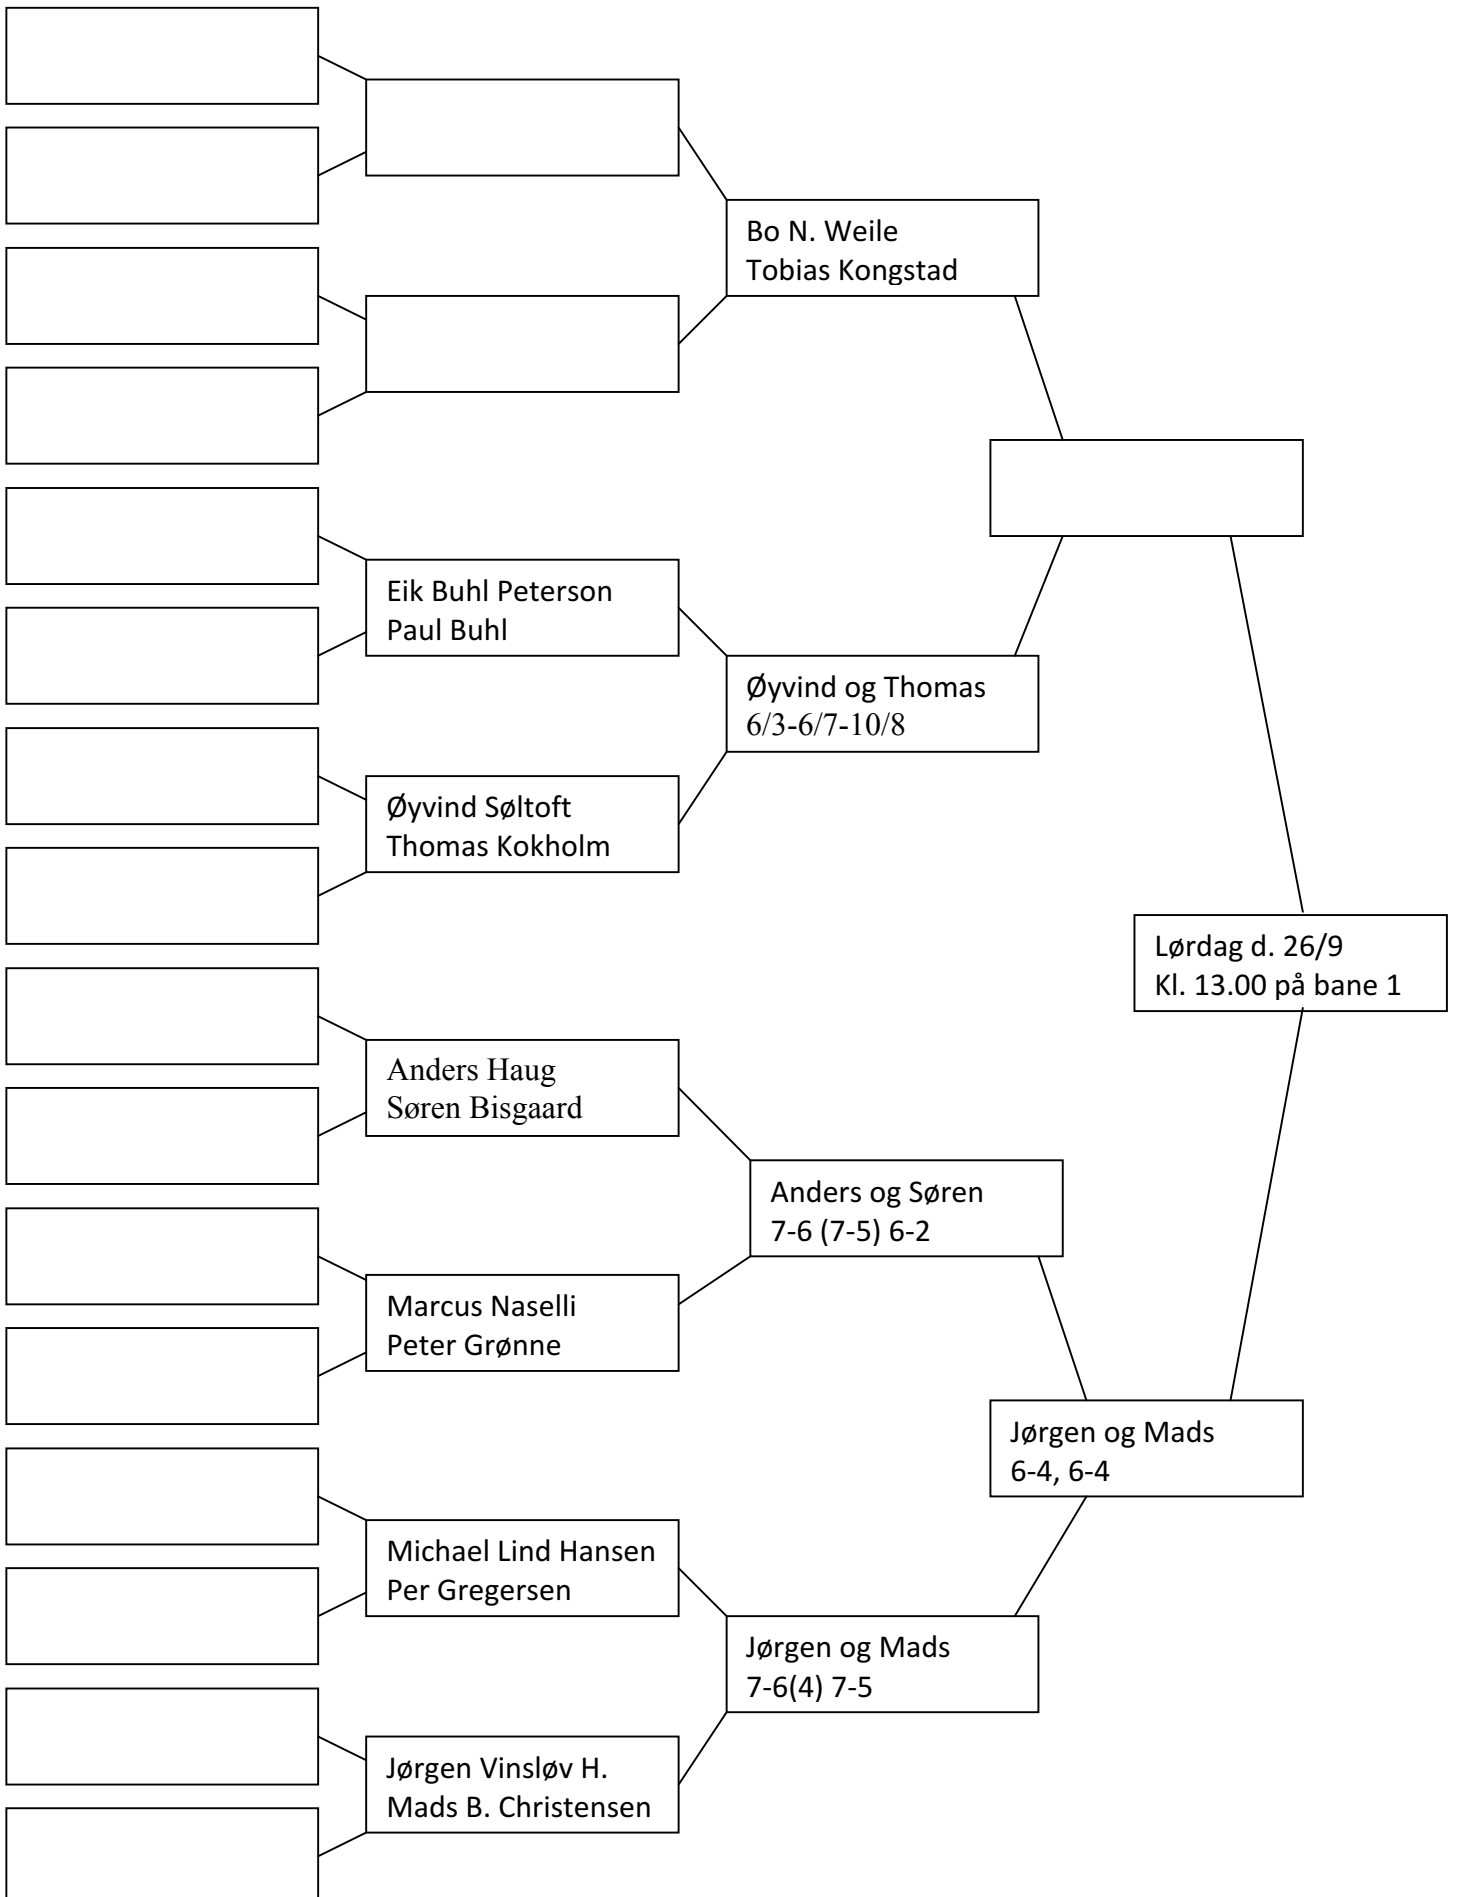 Bo N. Weile
Tobias Kongstad
Eik Buhl Peterson
Paul Buhl
Øyvind og Thomas
6/3-6/7-10/8
Øyvind Søltoft
Thomas Kokholm
Lørdag d. 26/9
Kl. 13.00 på bane 1
Anders Haug
Søren Bisgaard
Anders og Søren
7-6 (7-5) 6-2
Marcus Naselli
Peter Grønne
Jørgen og Mads
6-4, 6-4
Michael Lind Hansen
Per Gregersen
Jørgen og Mads
7-6(4) 7-5
Jørgen Vinsløv H.
Mads B. Christensen